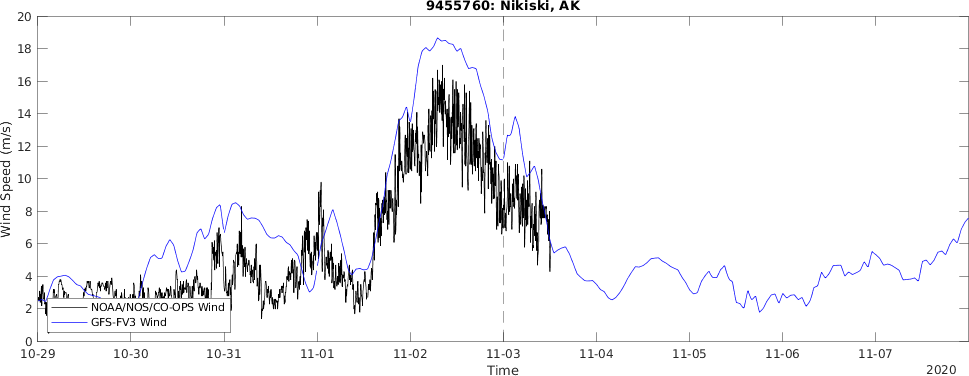 9455760: Nikiski, AK
20
18
16
14
12
10
8
6
4
2
0
Wind Speed (m/s)
NOAA/NOS/CO-OPS Wind
GFS-FV3 Wind
10-29 10-30 10-31 11-01 11-02 11-03 11-04 11-05 11-06 11-07
Time
2020